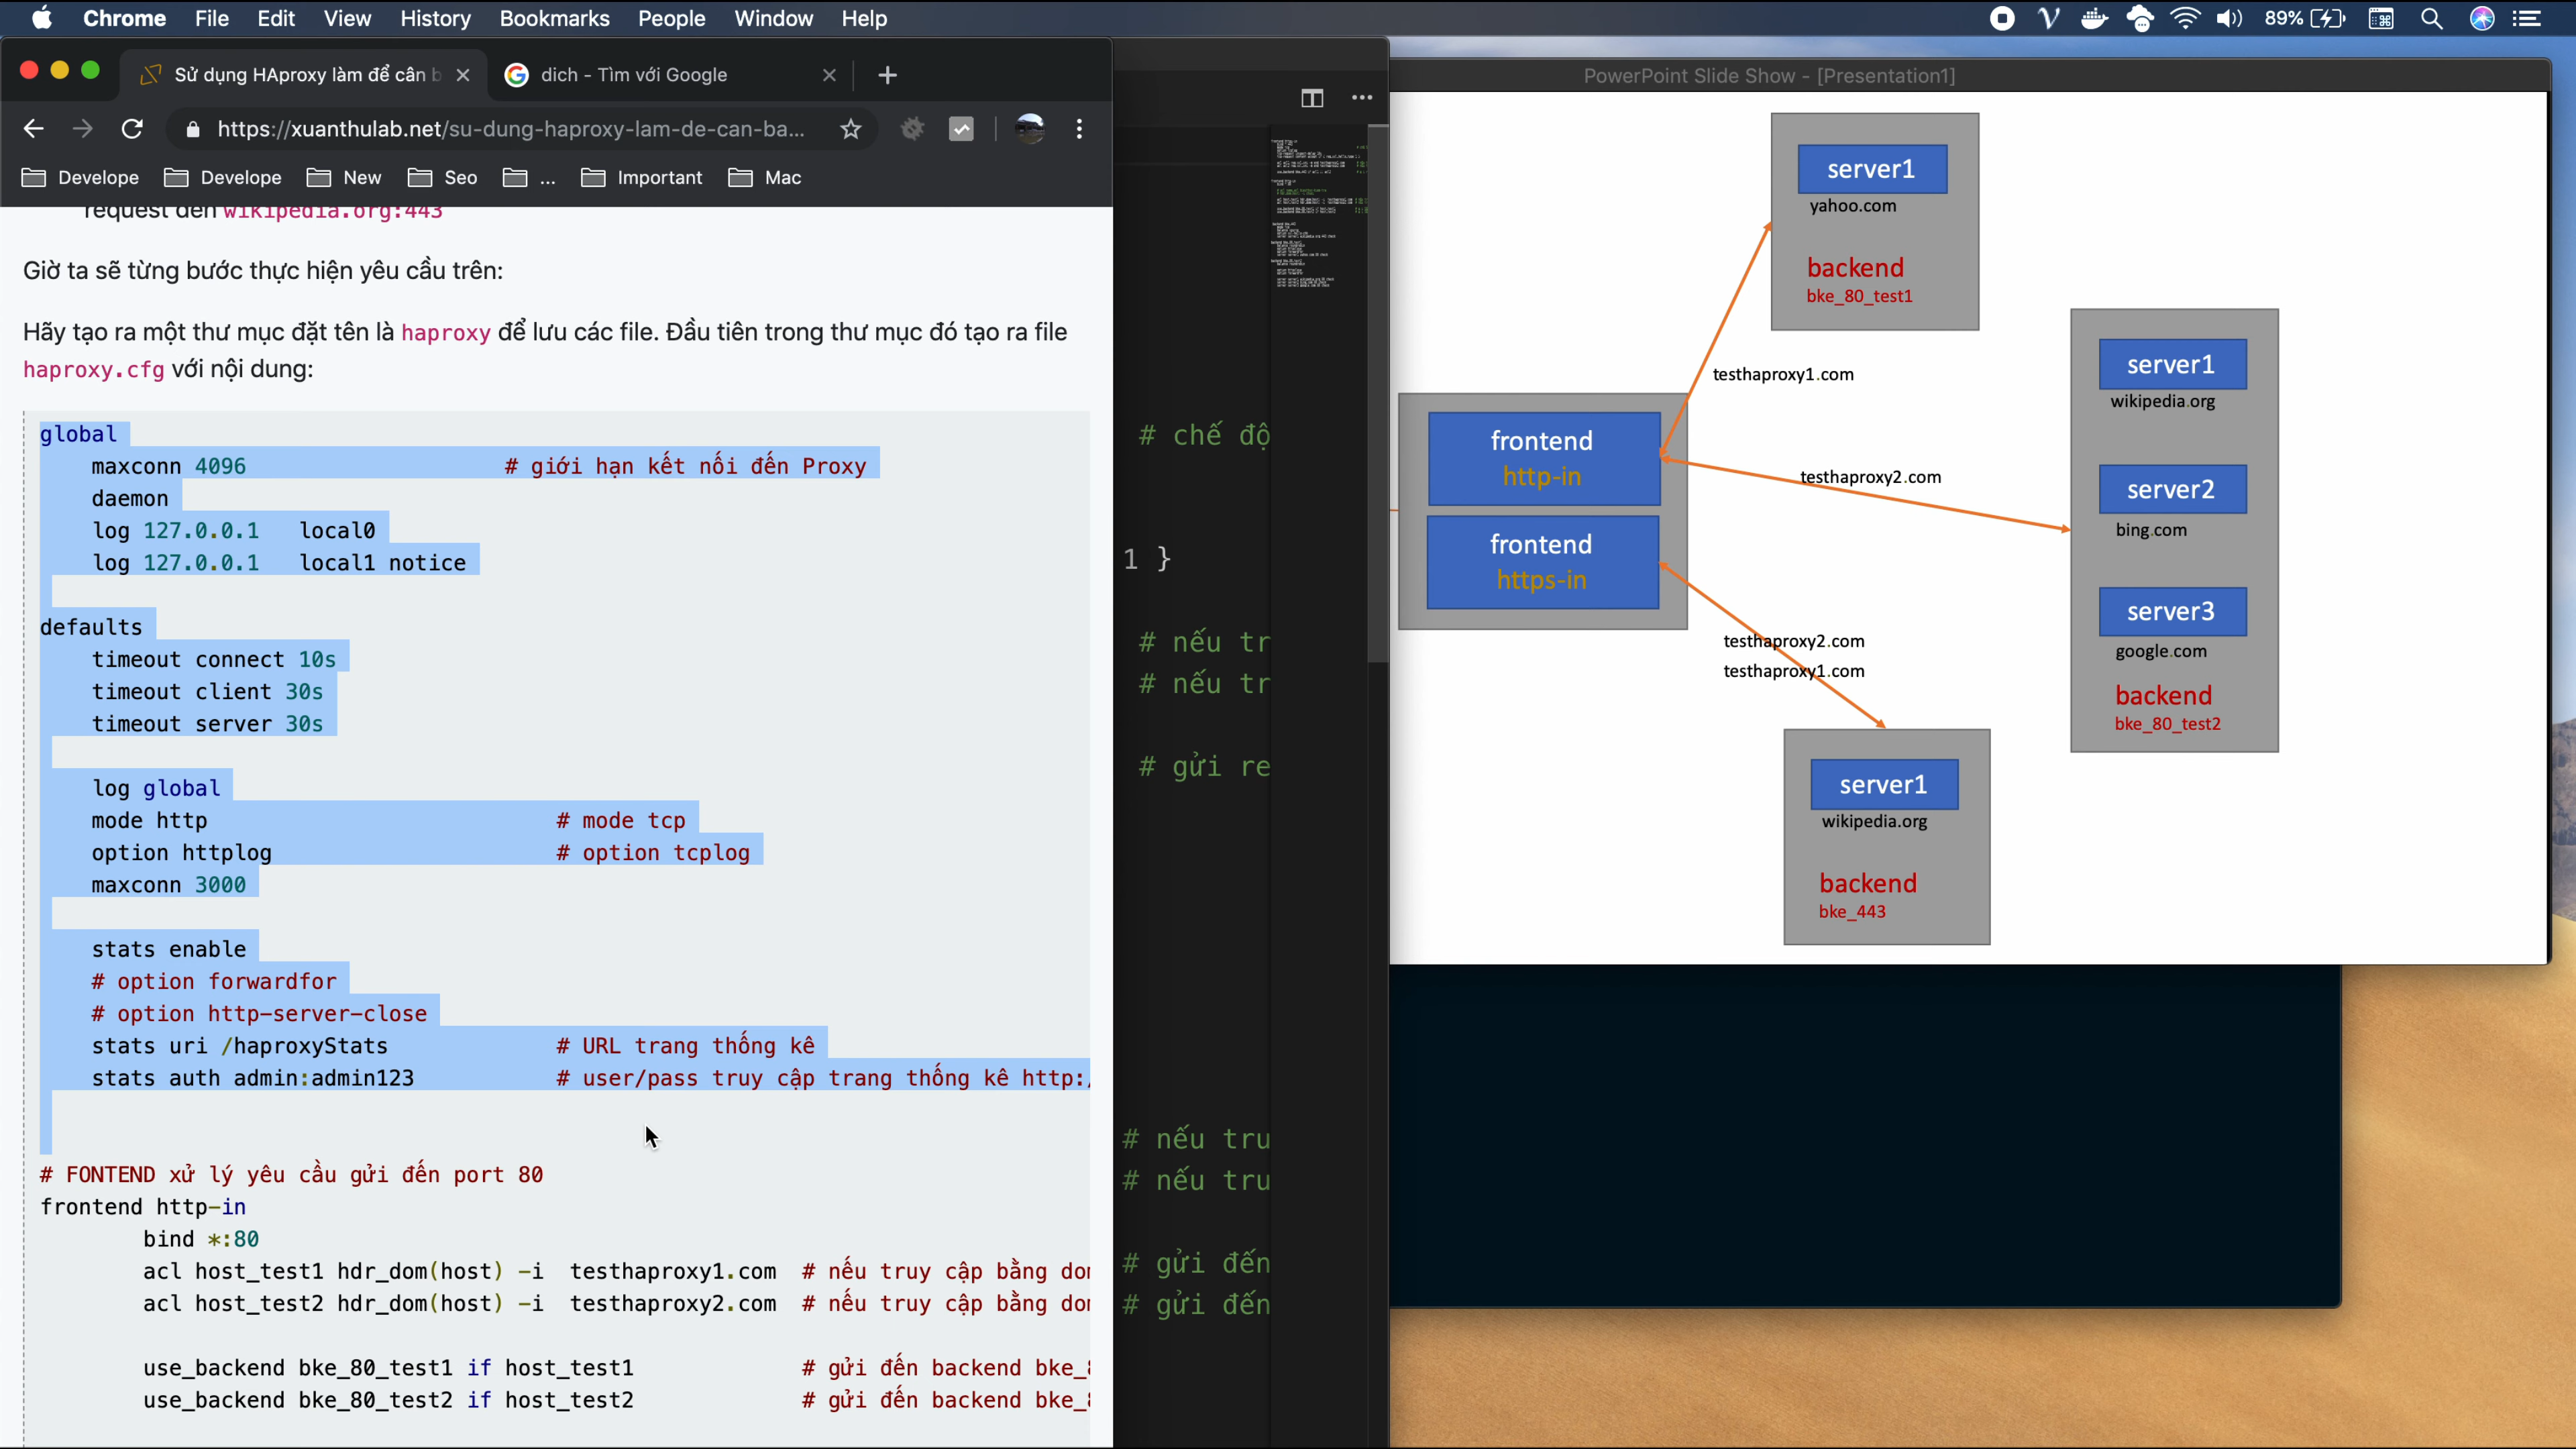 Chrome File Edit View History Bookmarks People Window Help
89%
Sử dụng HAproxy làm để cân b
dich - Tìm với Google
https://xuanthulab.net/su-dung-haproxy-lam-de-can-ba...
Develope Develope New Seo ... Important Mac
request đến wikipedia.org:443
Giờ ta sẽ từng bước thực hiện yêu cầu trên:
Hãy tạo ra một thư mục đặt tên là haproxy để lưu các file. Đầu tiên trong thư mục đó tạo ra file
haproxy.cfg với nội dung:
global
maxconn 4096 # giới hạn kết nối đến Proxy
daemon
log 127.0.0.1 local0
log 127.0.0.1 local1 notice
defaults
timeout connect 10s
timeout client 30s
timeout server 30s
log global
mode http # mode tcp
option httplog # option tcplog
maxconn 3000
stats enable
# option forwardfor
# option http-server-close
stats uri /haproxyStats # URL trang thống kê
stats auth admin:admin123 # user/pass truy cập trang thống kê http:/
# FONTEND xử lý yêu cầu gửi đến port 80
frontend http-in
bind *:80
acl host_test1 hdr_dom(host) -i testhaproxy1.com # nếu truy cập bằng
acl host_test2 hdr_dom(host) -i testhaproxy2.com # nếu truy cập bằng
use_backend bke_80_test1 if host_test1 # gửi đến backend
use_backend bke_80_test2 if host_test2 # gửi đến backend
# chế độ
1 }
# nếu tr
# nếu tr
# gửi re
# nếu tru
# nếu tru
# gửi đến
# gửi đến
PowerPoint Slide Show - [Presentation1]
server1
yahoo.com
backend
bke_80_test1
testhaproxy1.com
frontend
http-in
frontend
https-in
testhaproxy2.com
server1
wikipedia.org
server2
bing.com
server3
google.com
backend
bke_80_test2
testhaproxy2.com
testhaproxy1.com
server1
wikipedia.org
backend
bke_443